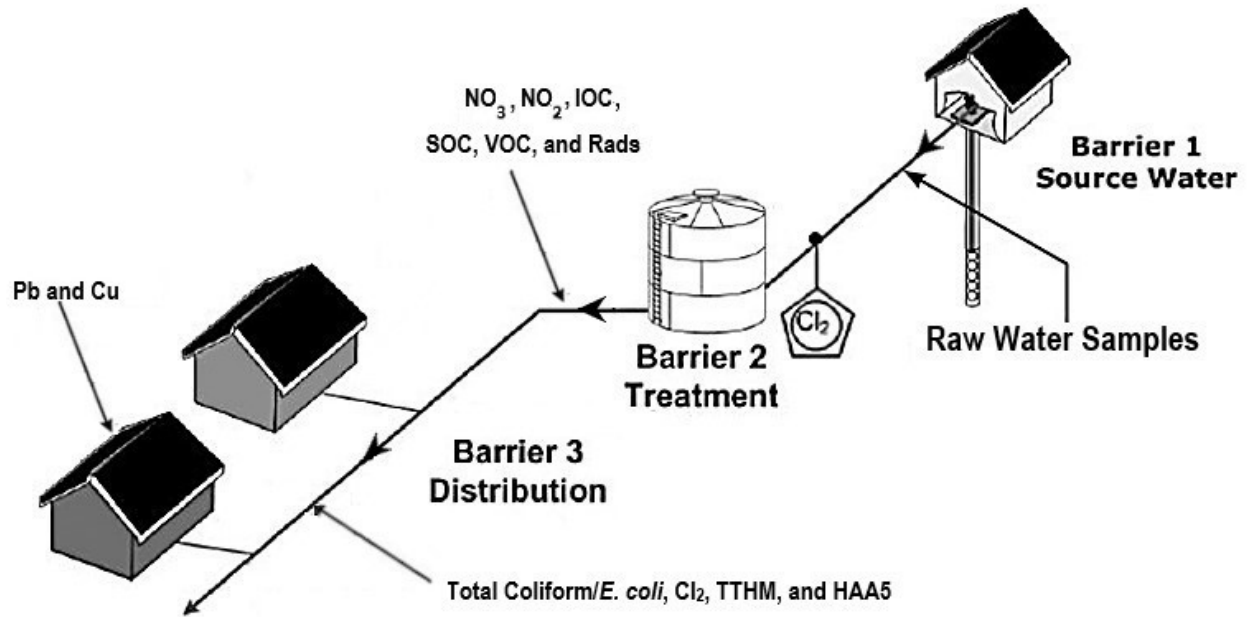 NO₃, NO₂, IOC,
SOC, VOC, and Rads
Barrier 1
Source Water
Pb and Cu
Cl₂
Raw Water Samples
Barrier 2
Treatment
Barrier 3
Distribution
Total Coliform/E. coli, Cl₂, TTHM, and HAA5